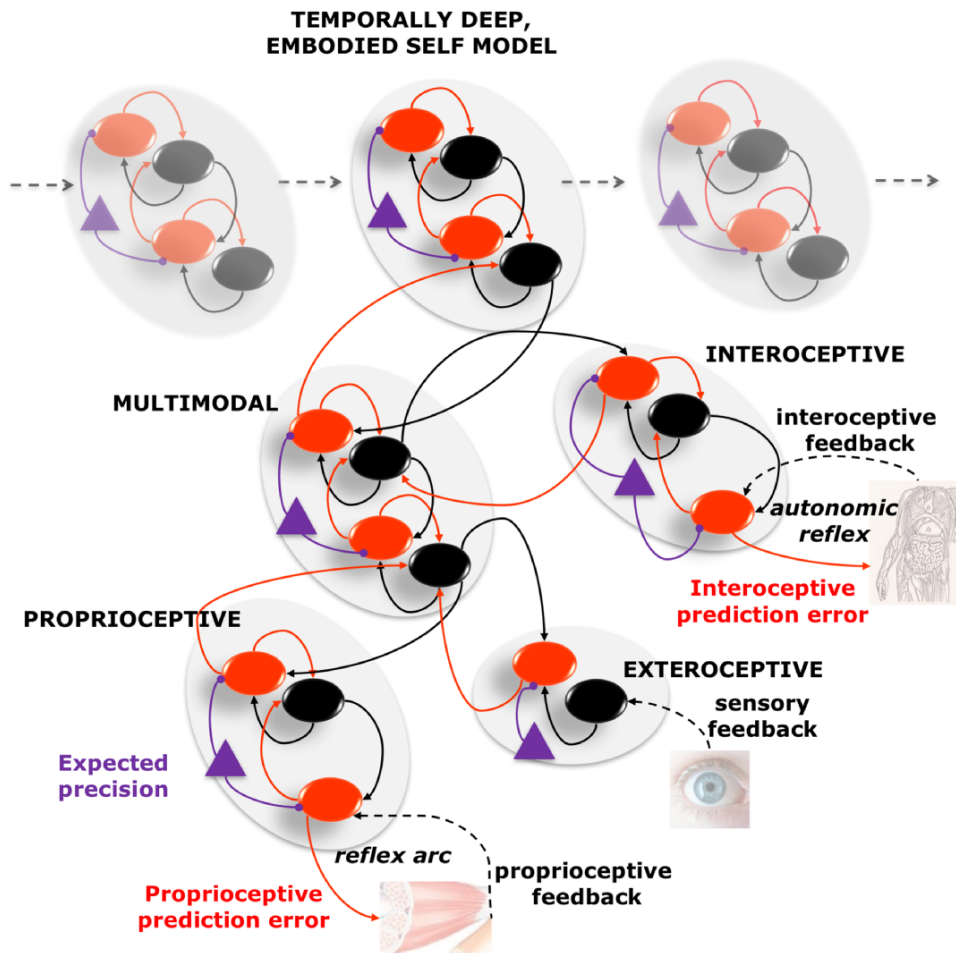 TEMPORALLY DEEP,
EMBODIED SELF MODEL
INTEROCEPTIVE
MULTIMODAL
interoceptive
feedback
autonomic
reflex
Interoceptive
prediction error
PROPRIOCEPTIVE
EXTEROCEPTIVE
sensory
feedback
Expected
precision
reflex arc
proprioceptive
feedback
Proprioceptive
prediction error